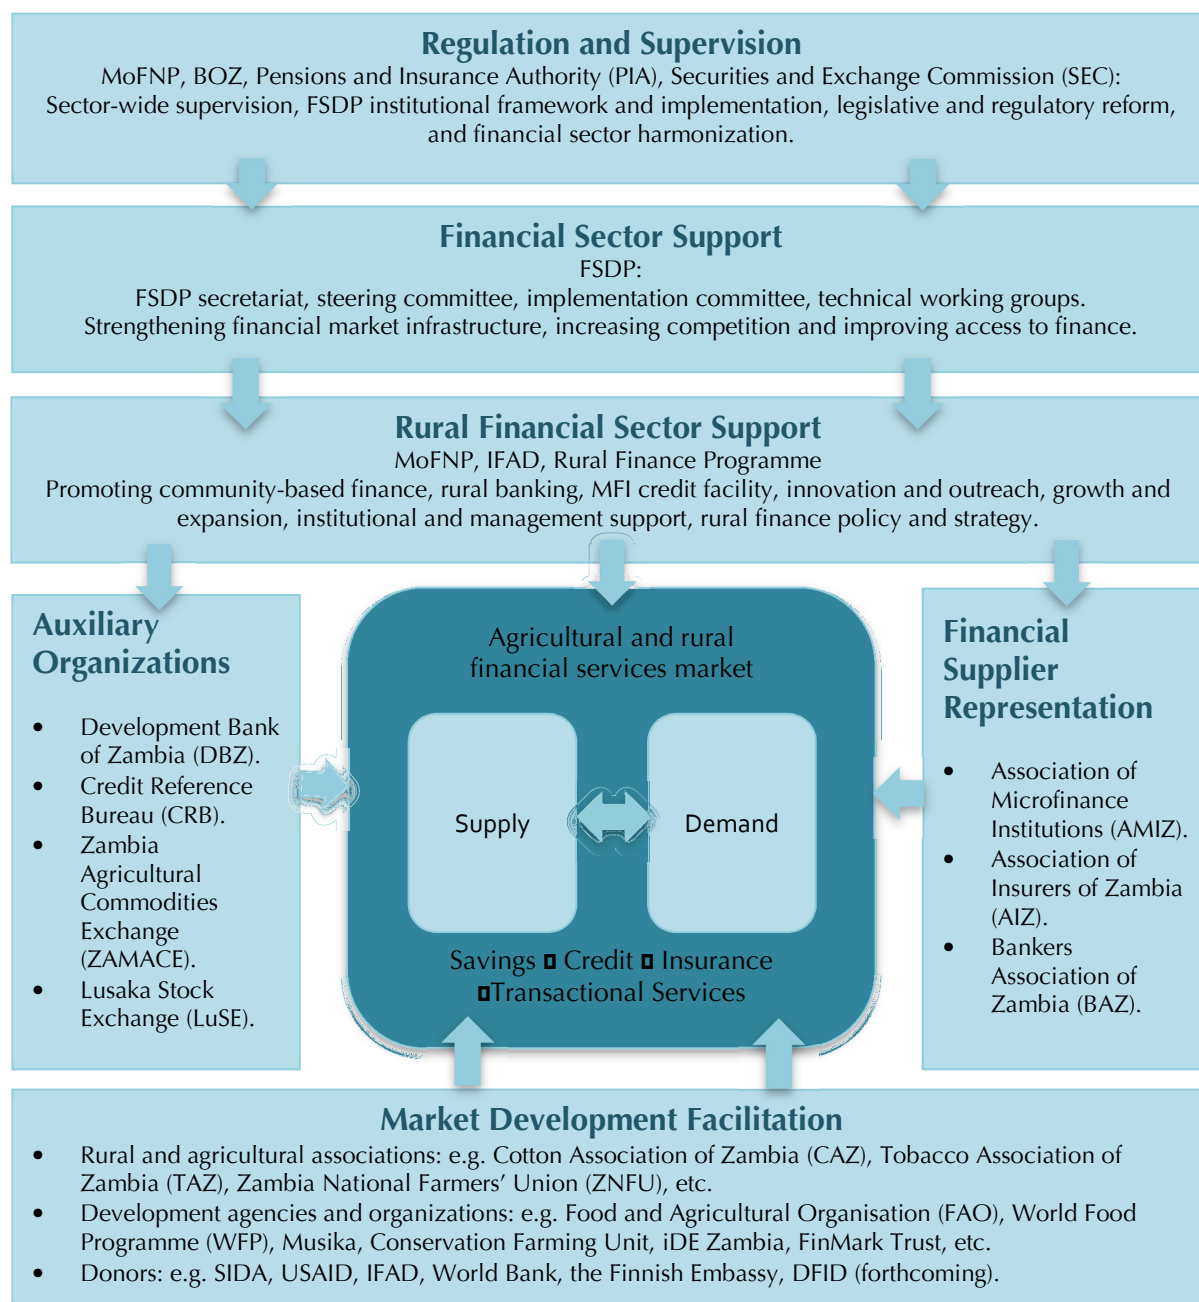 Regulation and Supervision
MoFNP, BOZ, Pensions and Insurance Authority (PIA), Securities and Exchange Commission (SEC):
Sector-wide supervision, FSDP institutional framework and implementation, legislative and regulatory reform,
and financial sector harmonization.
Financial Sector Support
FSDP:
FSDP secretariat, steering committee, implementation committee, technical working groups.
Strengthening financial market infrastructure, increasing competition and improving access to finance.
Rural Financial Sector Support
MoFNP, IFAD, Rural Finance Programme
Promoting community-based finance, rural banking, MFI credit facility, innovation and outreach, growth and
expansion, institutional and management support, rural finance policy and strategy.
Auxiliary
Organizations
• Development Bank
of Zambia (DBZ).
• Credit Reference
Bureau (CRB).
• Zambia
Agricultural
Commodities
Exchange
(ZAMACE).
• Lusaka Stock
Exchange (LuSE).
Agricultural and rural
financial services market
Supply
Demand
Savings ▯ Credit ▯ Insurance
▯Transactional Services
Financial
Supplier
Representation
• Association of
Microfinance
Institutions (AMIZ).
• Association of
Insurers of Zambia
(AIZ).
• Bankers
Association of
Zambia (BAZ).
Market Development Facilitation
• Rural and agricultural associations: e.g. Cotton Association of Zambia (CAZ), Tobacco Association of
Zambia (TAZ), Zambia National Farmers’ Union (ZNFU), etc.
• Development agencies and organizations: e.g. Food and Agricultural Organisation (FAO), World Food
Programme (WFP), Musika, Conservation Farming Unit, iDE Zambia, FinMark Trust, etc.
• Donors: e.g. SIDA, USAID, IFAD, World Bank, the Finnish Embassy, DFID (forthcoming).